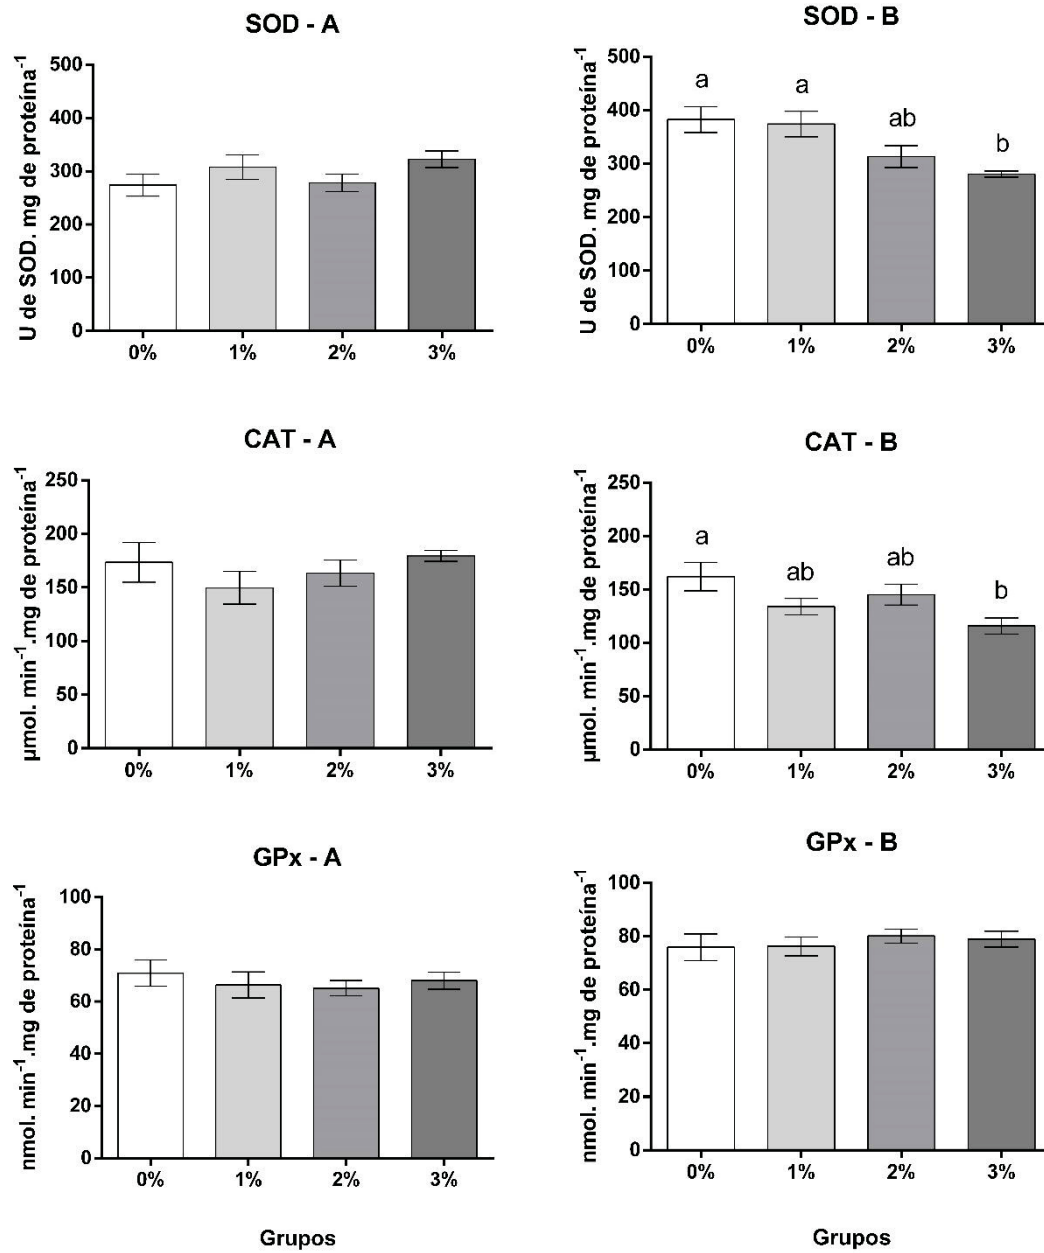 SOD - A
U de SOD. mg de proteína⁻¹
500
400
300
200
100
0
0% 1% 2% 3%
SOD - B
U de SOD. mg de proteína⁻¹
500
400
300
200
100
0
a a ab b
0% 1% 2% 3%
CAT - A
µmol. min⁻¹.mg de proteína⁻¹
250
200
150
100
50
0
0% 1% 2% 3%
CAT - B
µmol. min⁻¹.mg de proteína⁻¹
250
200
150
100
50
0
a ab ab b
0% 1% 2% 3%
GPx - A
nmol. min⁻¹.mg de proteína⁻¹
100
80
60
40
20
0
0% 1% 2% 3%
Grupos
GPx - B
nmol. min⁻¹.mg de proteína⁻¹
100
80
60
40
20
0
0% 1% 2% 3%
Grupos